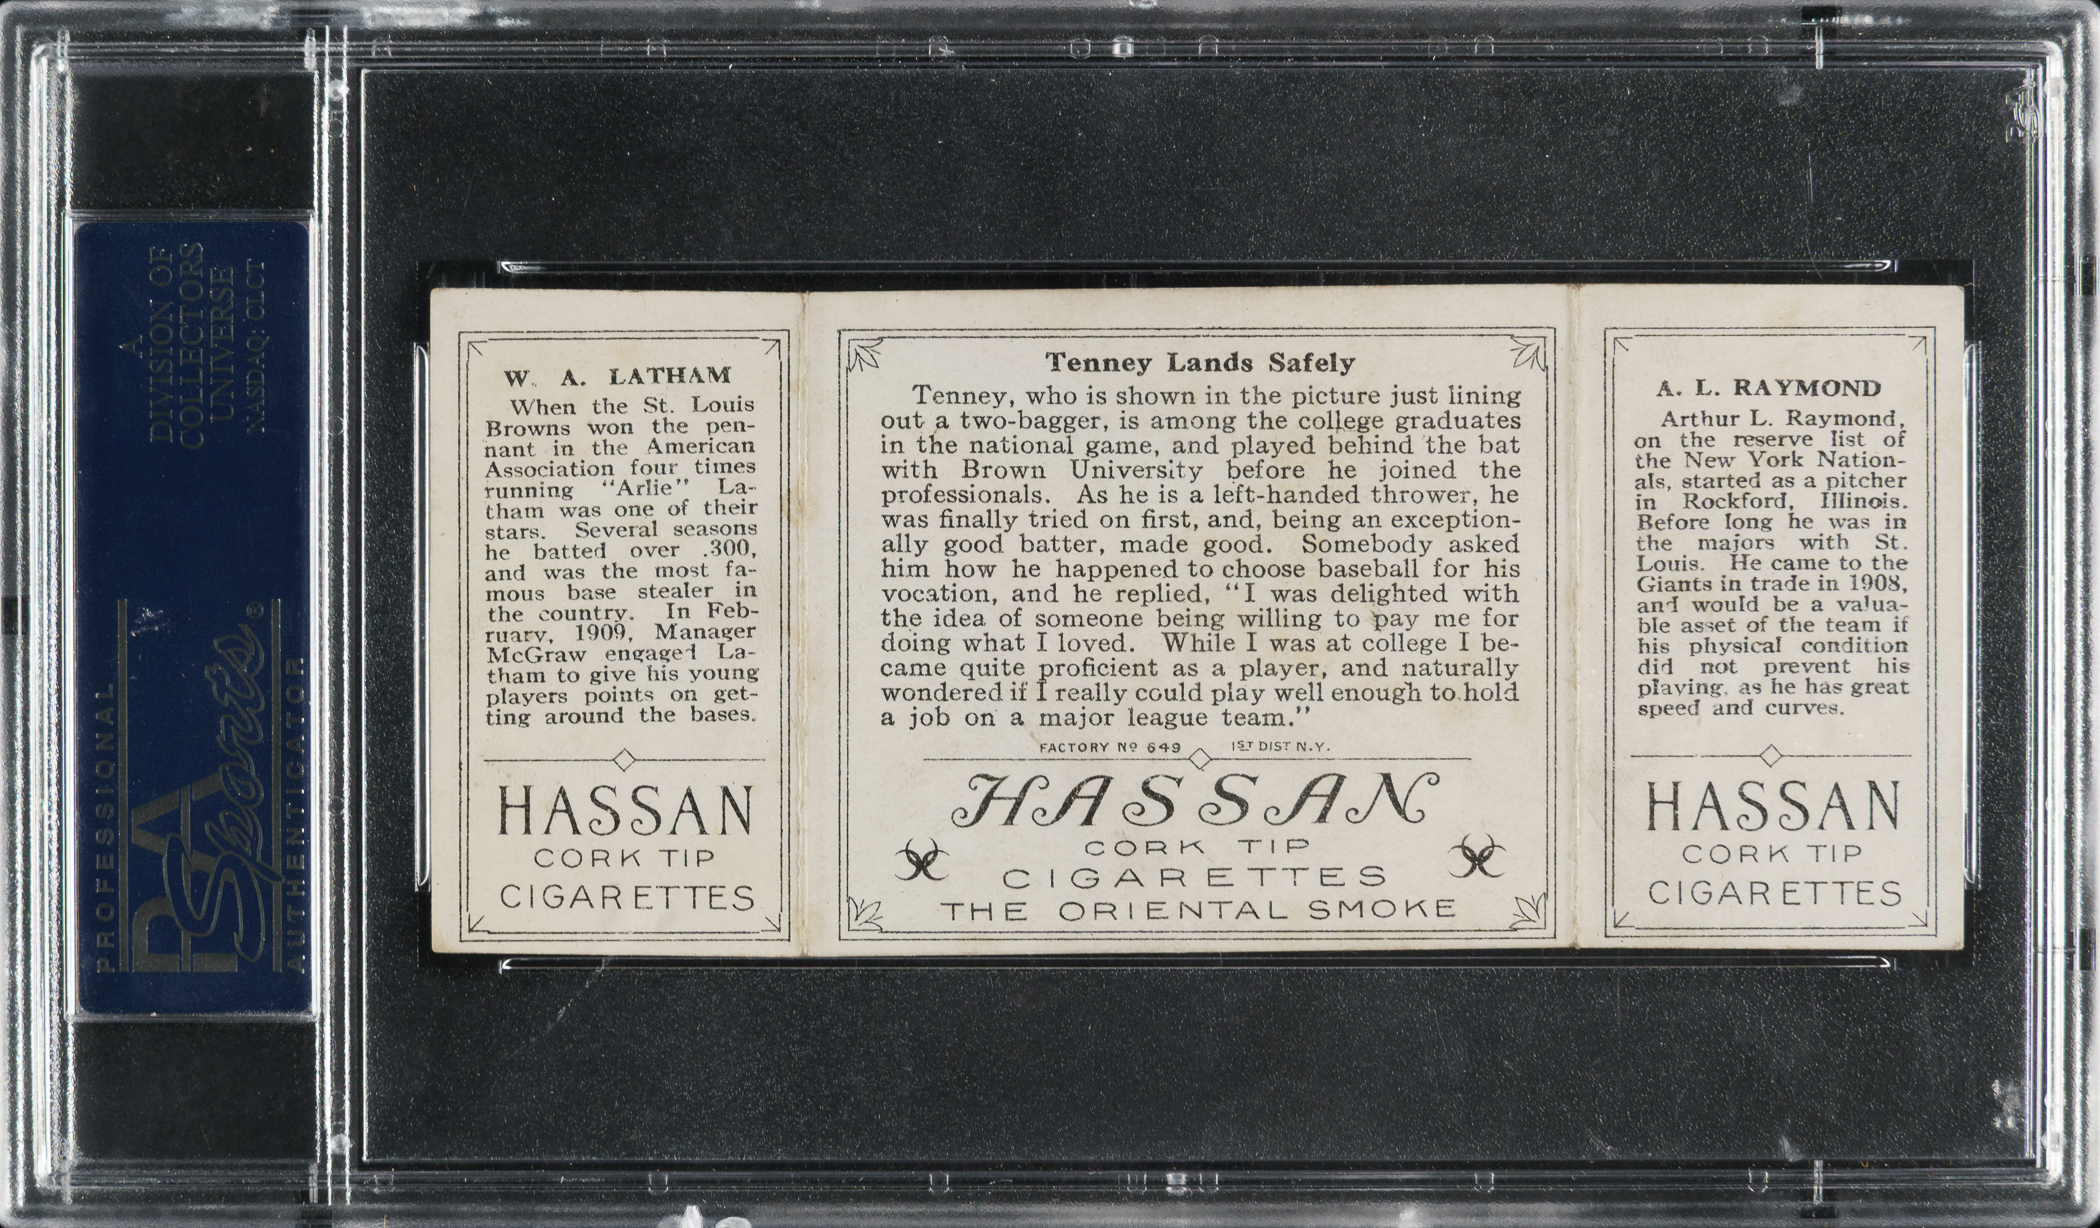 A
DIVISION OF
COLLECTORS
UNIVERSE
NASDAQ: CLCT
PROFESSIONAL
PSA
Sports®
AUTHENTICATOR
W. A. LATHAM
When the St. Louis
Browns won the pen-
nant in the American
Association four times
running "Arlie" La-
tham was one of their
stars. Several seasons
he batted over .300,
and was the most fa-
mous base stealer in
the country. In Feb-
ruary, 1909, Manager
McGraw engaged La-
tham to give his young
players points on get-
ting around the bases.
HASSAN
CORK TIP
CIGARETTES
Tenney Lands Safely
Tenney, who is shown in the picture just lining
out a two-bagger, is among the college graduates
in the national game, and played behind the bat
with Brown University before he joined the
professionals. As he is a left-handed thrower, he
was finally tried on first, and, being an exception-
ally good batter, made good. Somebody asked
him how he happened to choose baseball for his
vocation, and he replied, "I was delighted with
the idea of someone being willing to pay me for
doing what I loved. While I was at college I be-
came quite proficient as a player, and naturally
wondered if I really could play well enough to hold
a job on a major league team."
FACTORY Nº 649 1ST DIST N.Y.
HASSAN
CORK TIP
CIGARETTES
THE ORIENTAL SMOKE
A. L. RAYMOND
Arthur L. Raymond,
on the reserve list of
the New York Nation-
als, started as a pitcher
in Rockford, Illinois.
Before long he was in
the majors with St.
Louis. He came to the
Giants in trade in 1908,
and would be a valua-
ble asset of the team if
his physical condition
did not prevent his
playing, as he has great
speed and curves.
HASSAN
CORK TIP
CIGARETTES